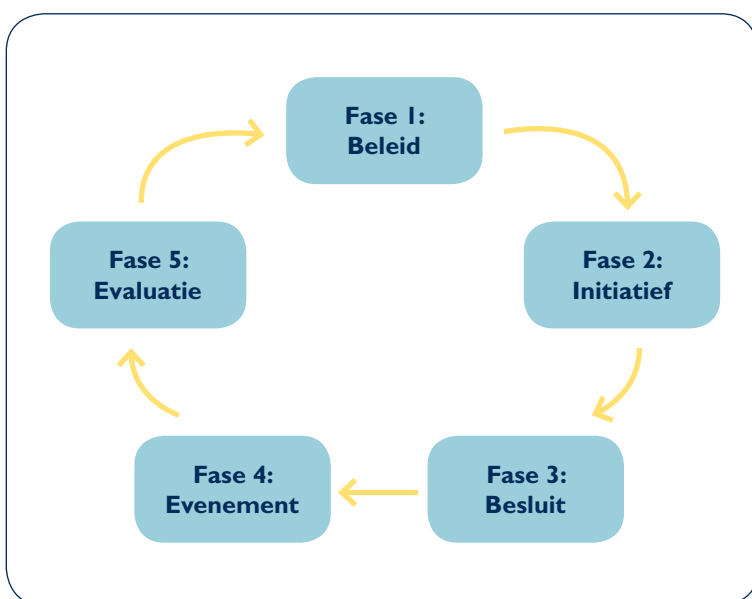 Fase 1:
Beleid
Fase 2:
Initiatief
Fase 3:
Besluit
Fase 4:
Evenement
Fase 5:
Evaluatie